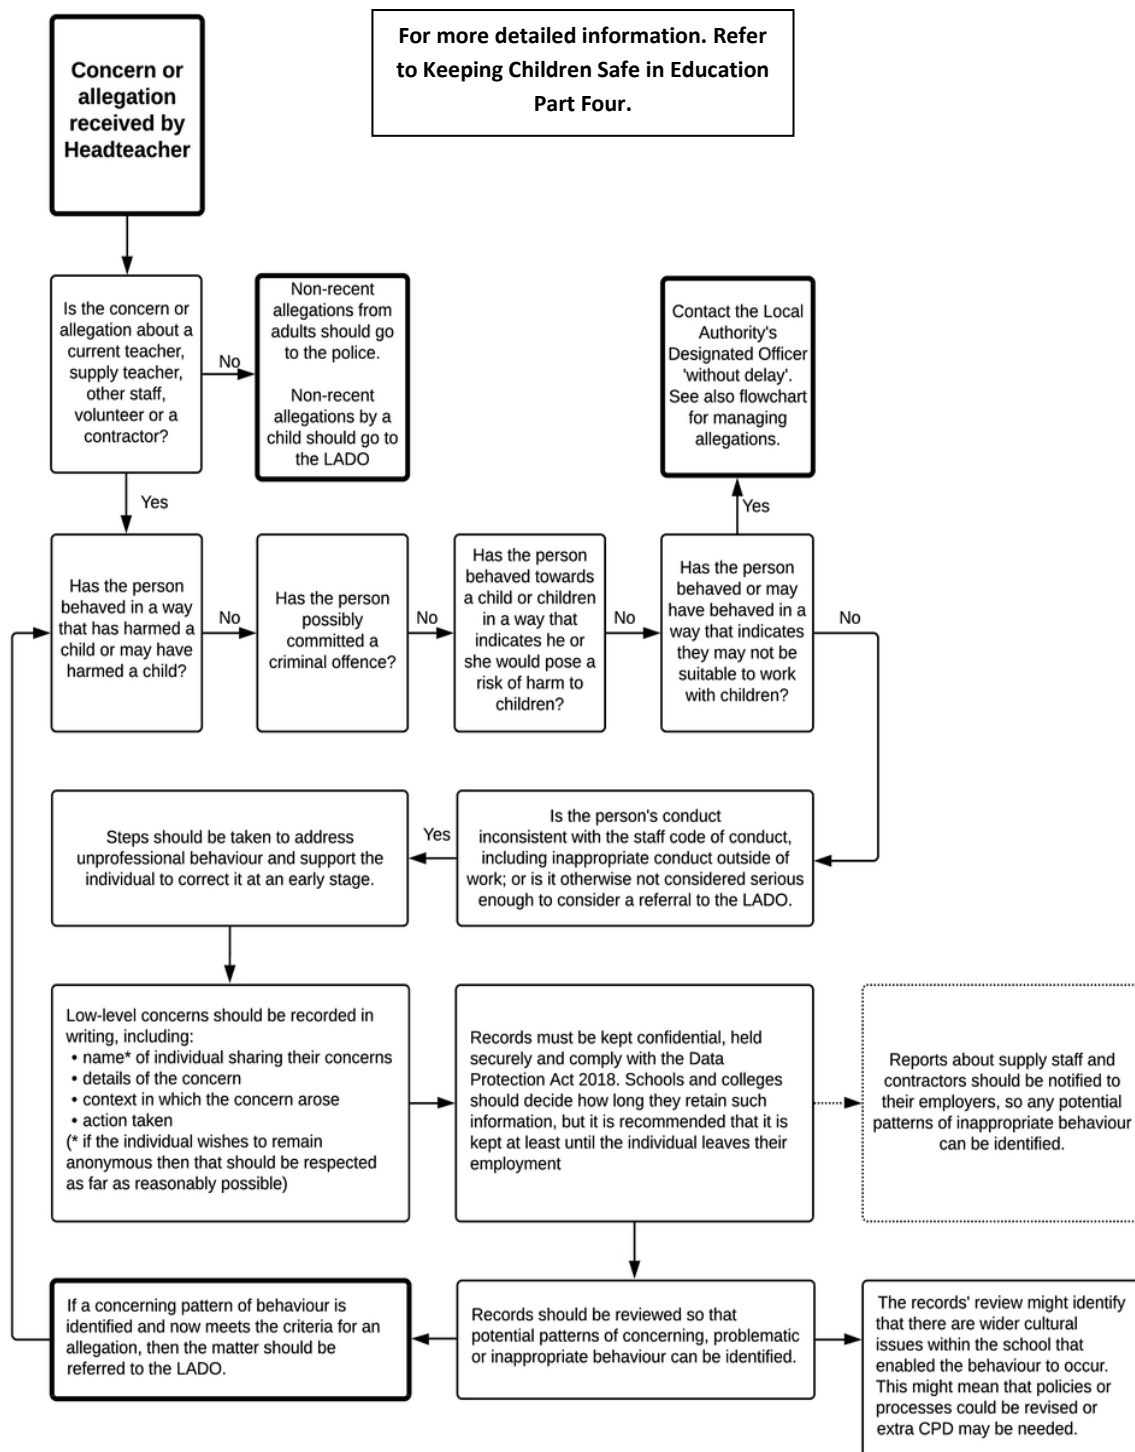 For more detailed information. Refer
to Keeping Children Safe in Education
Part Four.
Concern or
allegation
received by
Headteacher
Is the concern or
allegation about a
current teacher,
supply teacher,
other staff,
volunteer or a
contractor?
No
Non-recent
allegations from
adults should go
to the police.
Non-recent
allegations by a
child should go to
the LADO
Contact the Local
Authority's
Designated Officer
'without delay'.
See also flowchart
for managing
allegations.
Yes
Yes
Has the person
behaved in a way
that has harmed a
child or may have
harmed a child?
No
Has the person
possibly
committed a
criminal offence?
No
Has the person
behaved towards
a child or children
in a way that
indicates he or
she would pose a
risk of harm to
children?
No
Has the person
behaved or may
have behaved in a
way that indicates
they may not be
suitable to work
with children?
No
Is the person's conduct
inconsistent with the staff code of conduct,
including inappropriate conduct outside of
work; or is it otherwise not considered serious
enough to consider a referral to the LADO.
Yes
Steps should be taken to address
unprofessional behaviour and support the
individual to correct it at an early stage.
Low-level concerns should be recorded in
writing, including:
• name* of individual sharing their concerns
• details of the concern
• context in which the concern arose
• action taken
(* if the individual wishes to remain
anonymous then that should be respected
as far as reasonably possible)
Records must be kept confidential, held
securely and comply with the Data
Protection Act 2018. Schools and colleges
should decide how long they retain such
information, but it is recommended that it is
kept at least until the individual leaves their
employment
Reports about supply staff and
contractors should be notified to
their employers, so any potential
patterns of inappropriate behaviour
can be identified.
If a concerning pattern of behaviour is
identified and now meets the criteria for an
allegation, then the matter should be
referred to the LADO.
Records should be reviewed so that
potential patterns of concerning, problematic
or inappropriate behaviour can be identified.
The records' review might identify
that there are wider cultural
issues within the school that
enabled the behaviour to occur.
This might mean that policies or
processes could be revised or
extra CPD may be needed.